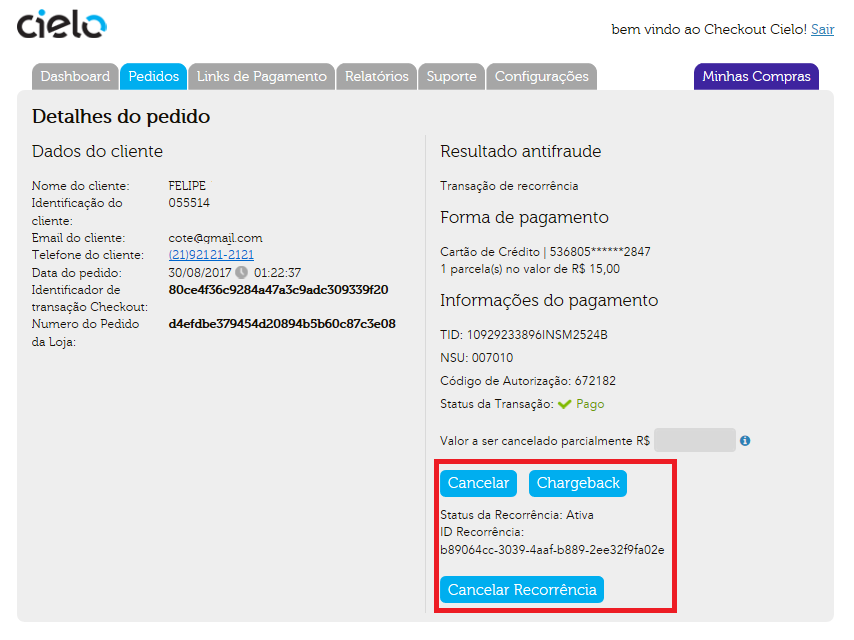 cielo
bem vindo ao Checkout Cielo! Sair
Dashboard
Pedidos
Links de Pagamento
Relatórios
Suporte
Configurações
Minhas Compras
Detalhes do pedido
Dados do cliente
Nome do cliente: FELIPE
Identificação do 055514
cliente:
Email do cliente: cote@gmail.com
Telefone do cliente: (21)92121-2121
Data do pedido: 30/08/2017 01:22:37
Identificador de 80ce4f36c9284a47a3c9adc309339f20
transação Checkout:
Numero do Pedido d4efdbe379454d20894b5b60c87c3e08
da Loja:
Resultado antifraude
Transação de recorrência
Forma de pagamento
Cartão de Crédito | 536805******2847
1 parcela(s) no valor de R$ 15,00
Informações do pagamento
TID: 10929233896INSM2524B
NSU: 007010
Código de Autorização: 672182
Status da Transação: Pago
Valor a ser cancelado parcialmente R$
Cancelar
Chargeback
Status da Recorrência: Ativa
ID Recorrência:
b89064cc-3039-4aaf-b889-2ee32f9fa02e
Cancelar Recorrência